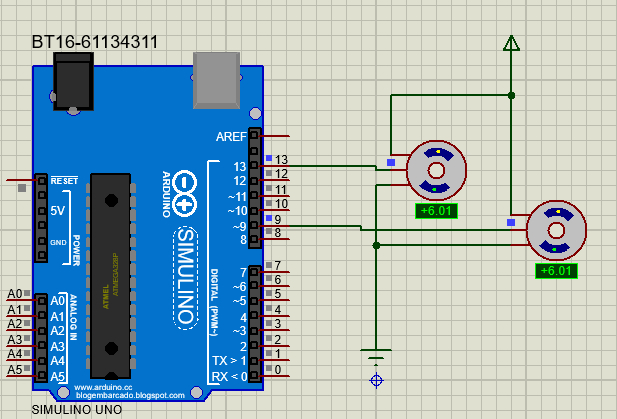 BT16-61134311
AREF
13 13
12 12
~11 11
~10 10
~9 9
8 8
7 7
~6 6
~5 5
4 4
~3 3
2 2
TX > 1 1
RX < 0 0
RESET
5V
GND
POWER
A0 A0
A1 A1
A2 A2
A3 A3
A4 A4
A5 A5
ANALOG IN
ATMEL
ATMEGA328P
ARDUINO
SIMULINO
DIGITAL (PWM~)
www.arduino.cc
blogembarcado.blogspot.com
SIMULINO UNO
+6.01
+6.01